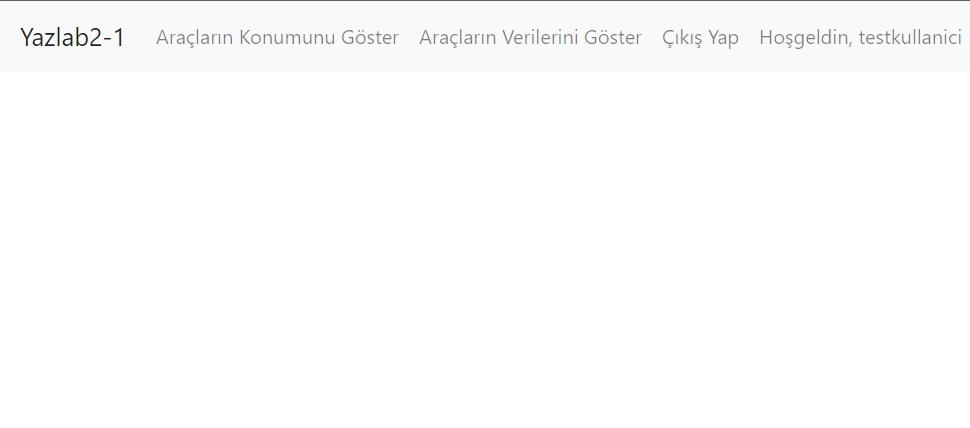 Yazlab2-1 Araçların Konumunu Göster Araçların Verilerini Göster Çıkış Yap Hoşgeldin, testkullanici